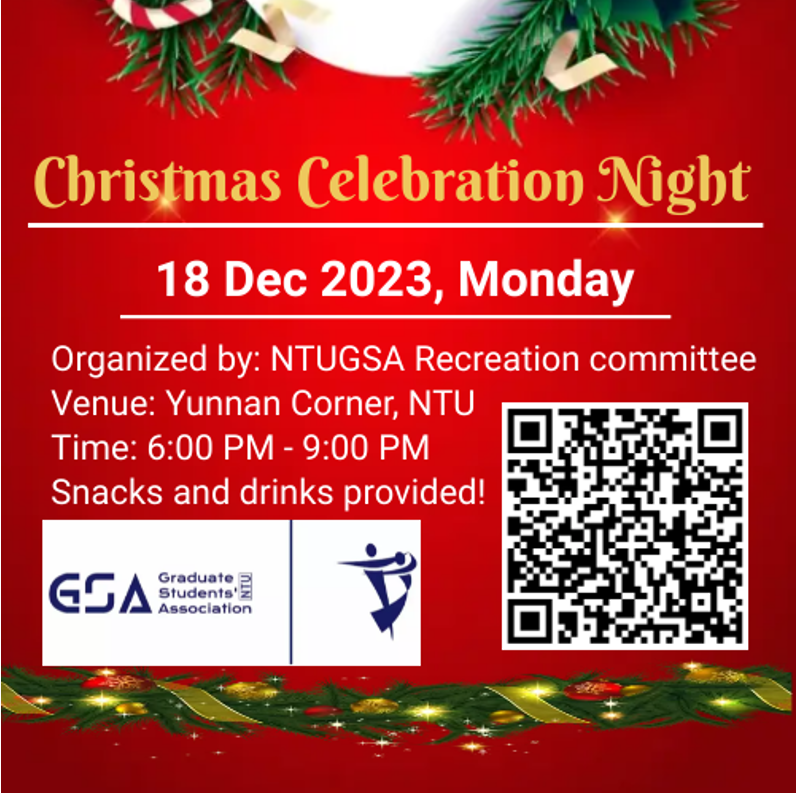 Christmas Celebration Night
18 Dec 2023, Monday
Organized by: NTUGSA Recreation committee
Venue: Yunnan Corner, NTU
Time: 6:00 PM - 9:00 PM
Snacks and drinks provided!
GSA
Graduate
Students'
Association
NTU